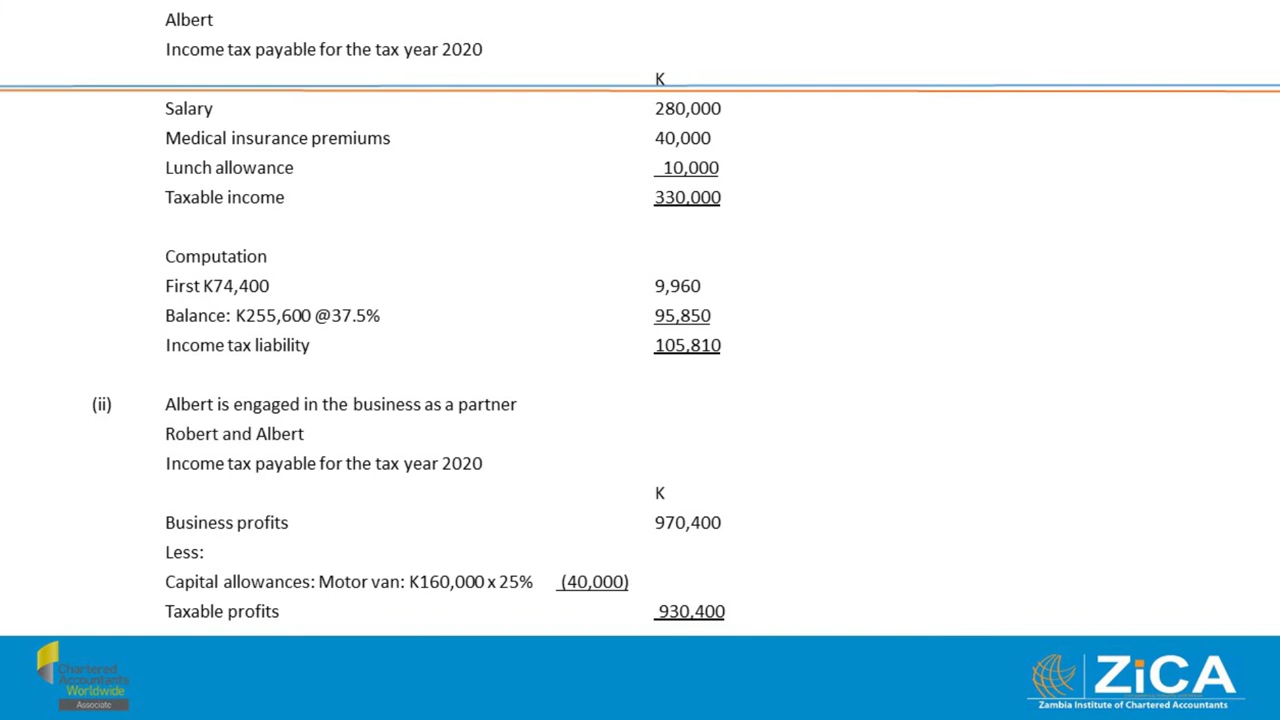 Albert
Income tax payable for the tax year 2020
K
Salary 280,000
Medical insurance premiums 40,000
Lunch allowance 10,000
Taxable income 330,000
Computation
First K74,400 9,960
Balance: K255,600 @37.5% 95,850
Income tax liability 105,810
(ii) Albert is engaged in the business as a partner
Robert and Albert
Income tax payable for the tax year 2020
K
Business profits 970,400
Less:
Capital allowances: Motor van: K160,000 x 25% (40,000)
Taxable profits 930,400
Chartered
Accountants
Worldwide
Associate
ZiCA
Zambia Institute of Chartered Accountants